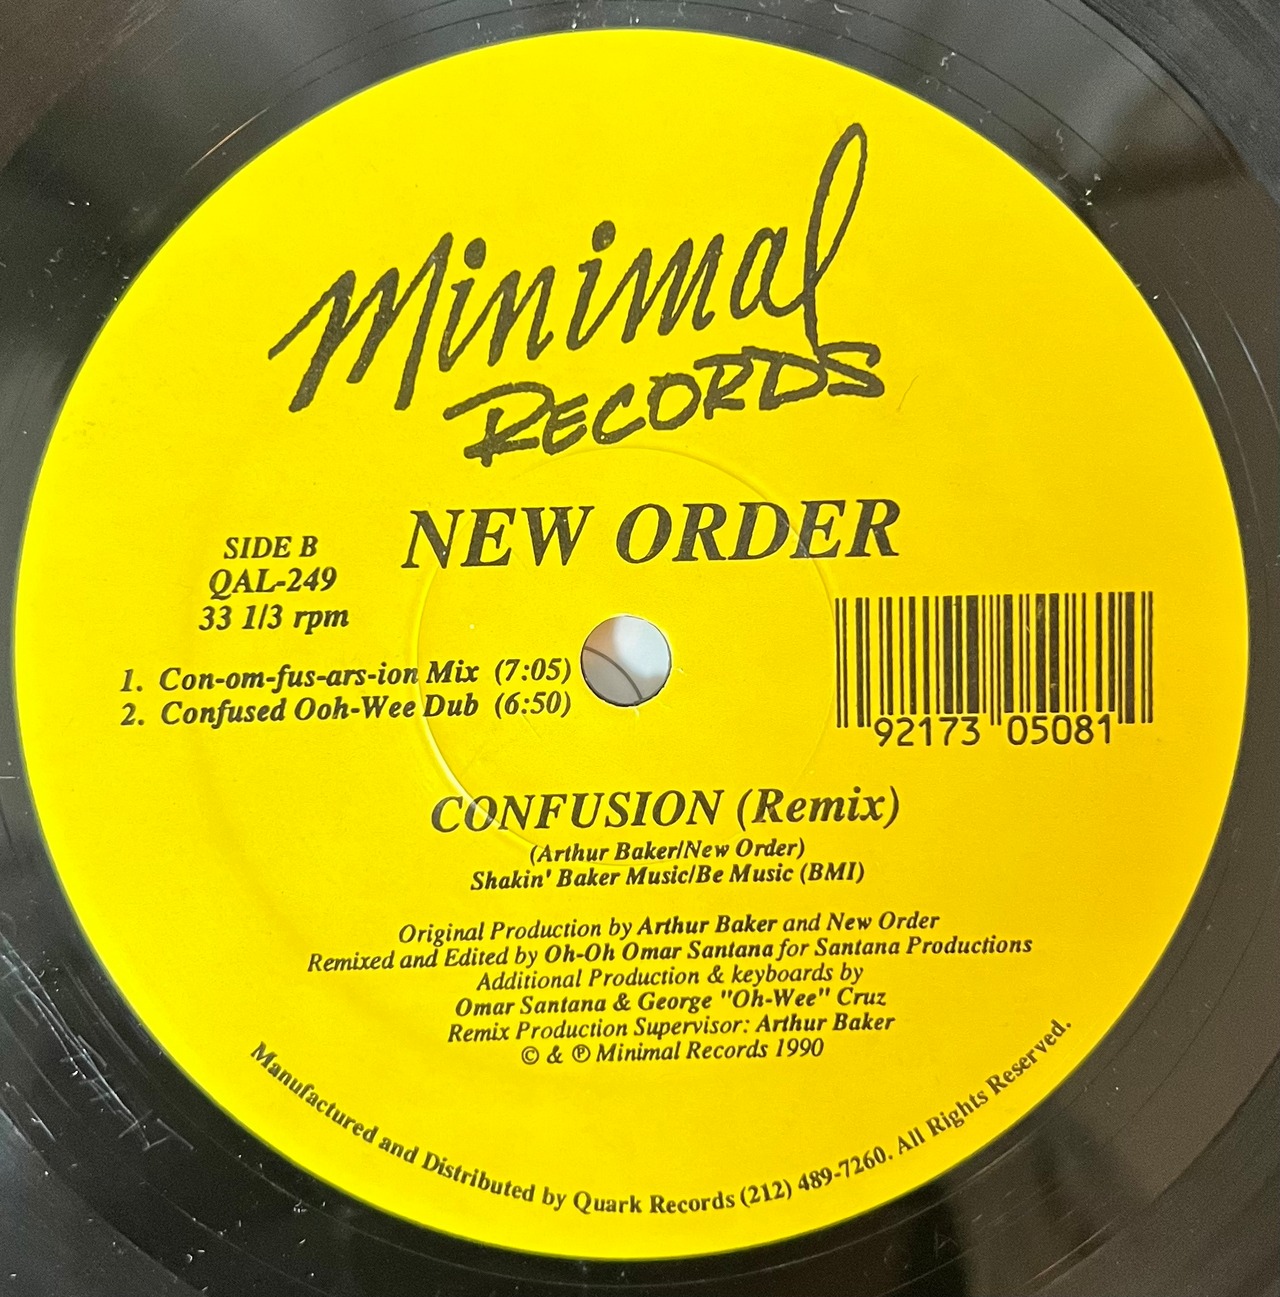 Minimal
RECORDS
NEW ORDER
SIDE B
QAL-249
33 1/3 rpm
1. Con-om-fus-ars-ion Mix (7:05)
2. Confused Ooh-Wee Dub (6:50)
92173 05081
CONFUSION (Remix)
(Arthur Baker/New Order)
Shakin' Baker Music/Be Music (BMI)
Original Production by Arthur Baker and New Order
Remixed and Edited by Oh-Oh Omar Santana for Santana Productions
Additional Production & keyboards by
Omar Santana & George "Oh-Wee" Cruz
Remix Production Supervisor: Arthur Baker
© & ℗ Minimal Records 1990
Manufactured and Distributed by Quark Records (212) 489-7260. All Rights Reserved.